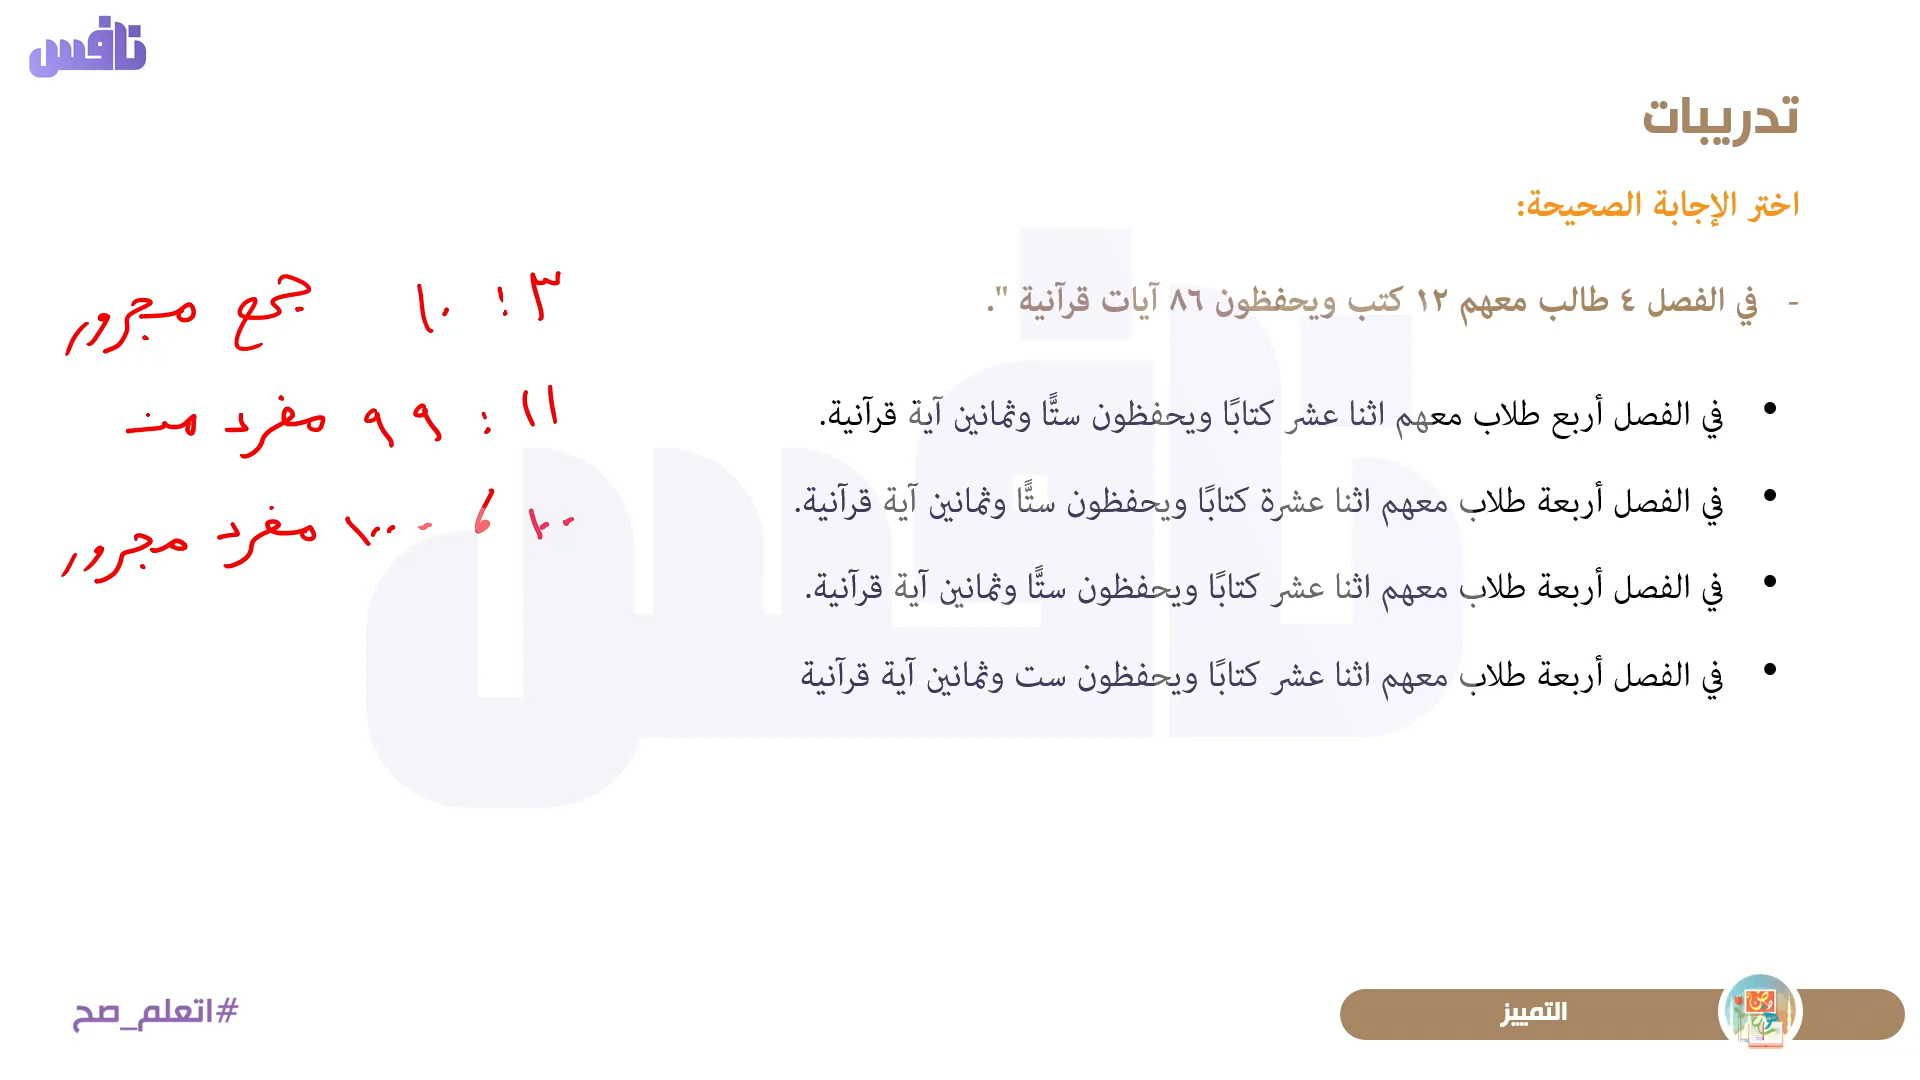 نافس
تدريبات
اختر الإجابة الصحيحة:
- في الفصل ٤ طالب معهم ١٢ كتب ويحفظون ٨٦ آيات قرآنية ".
• في الفصل أربع طلاب معهم اثنا عشر كتابًا ويحفظون ستًّا وثمانين آية قرآنية.
• في الفصل أربعة طلاب معهم اثنا عشرة كتابًا ويحفظون ستًّا وثمانين آية قرآنية.
• في الفصل أربعة طلاب معهم اثنا عشر كتابًا ويحفظون ستًّا وثمانين آية قرآنية.
• في الفصل أربعة طلاب معهم اثنا عشر كتابًا ويحفظون ست وثمانين آية قرآنية
٣ : ١٠ جمع مجرور
١١ : ٩٩ مفرد منـ
١٠٠ ، ١٠٠٠ مفرد مجرور
التمييز
#اتعلم_صح